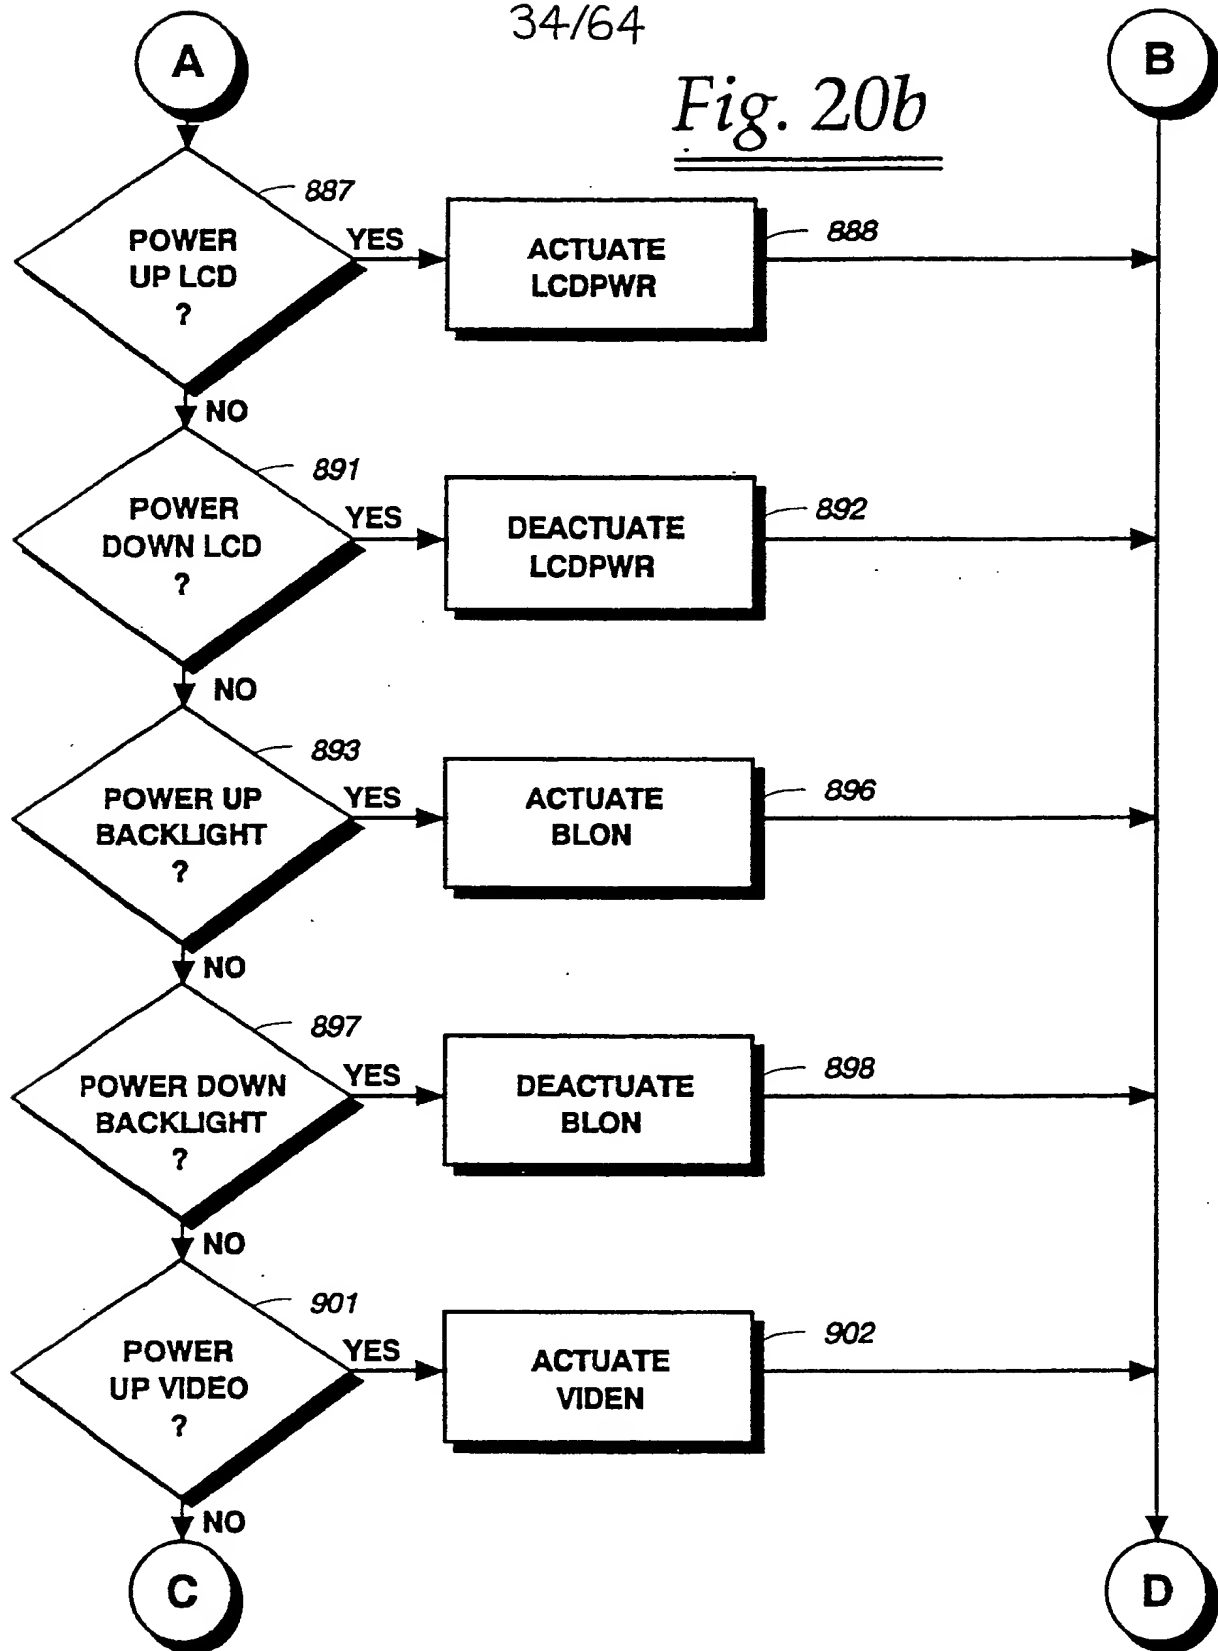 34/64
A
B
Fig. 20b
887
POWER
UP LCD
?
YES
ACTUATE
LCDPWR
888
NO
891
POWER
DOWN LCD
?
YES
DEACTUATE
LCDPWR
892
NO
893
POWER UP
BACKLIGHT
?
YES
ACTUATE
BLON
896
NO
897
POWER DOWN
BACKLIGHT
?
YES
DEACTUATE
BLON
898
NO
901
POWER
UP VIDEO
?
YES
ACTUATE
VIDEN
902
NO
C
D